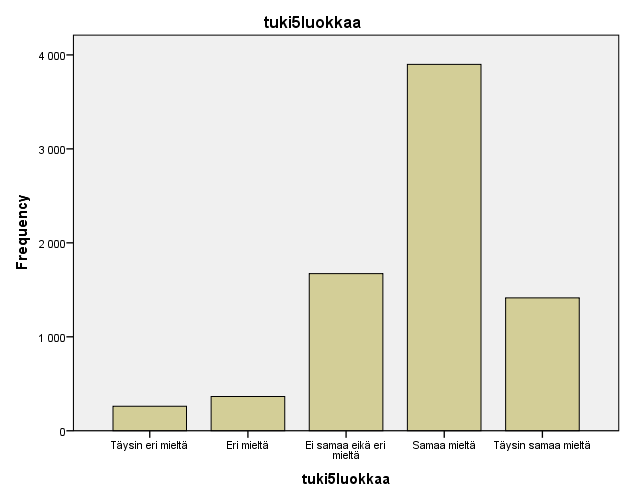 tuki5luokkaa
4 000
3 000
2 000
1 000
0
Frequency
Täysin eri mieltä
Eri mieltä
Ei samaa eikä eri
mieltä
Samaa mieltä
Täysin samaa mieltä
tuki5luokkaa